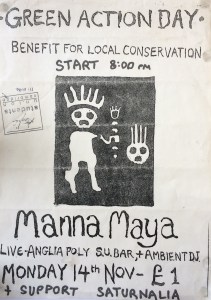 ·GREEN ACTION DAY·
BENEFIT FOR LOCAL CONSERVATION
START 8:00 PM
Manna Maya
LIVE-ANGLIA POLY S.U. BAR, + AMBIENT DJ.
MONDAY 14TH NOV- £1
+ SUPPORT SATURNALIA